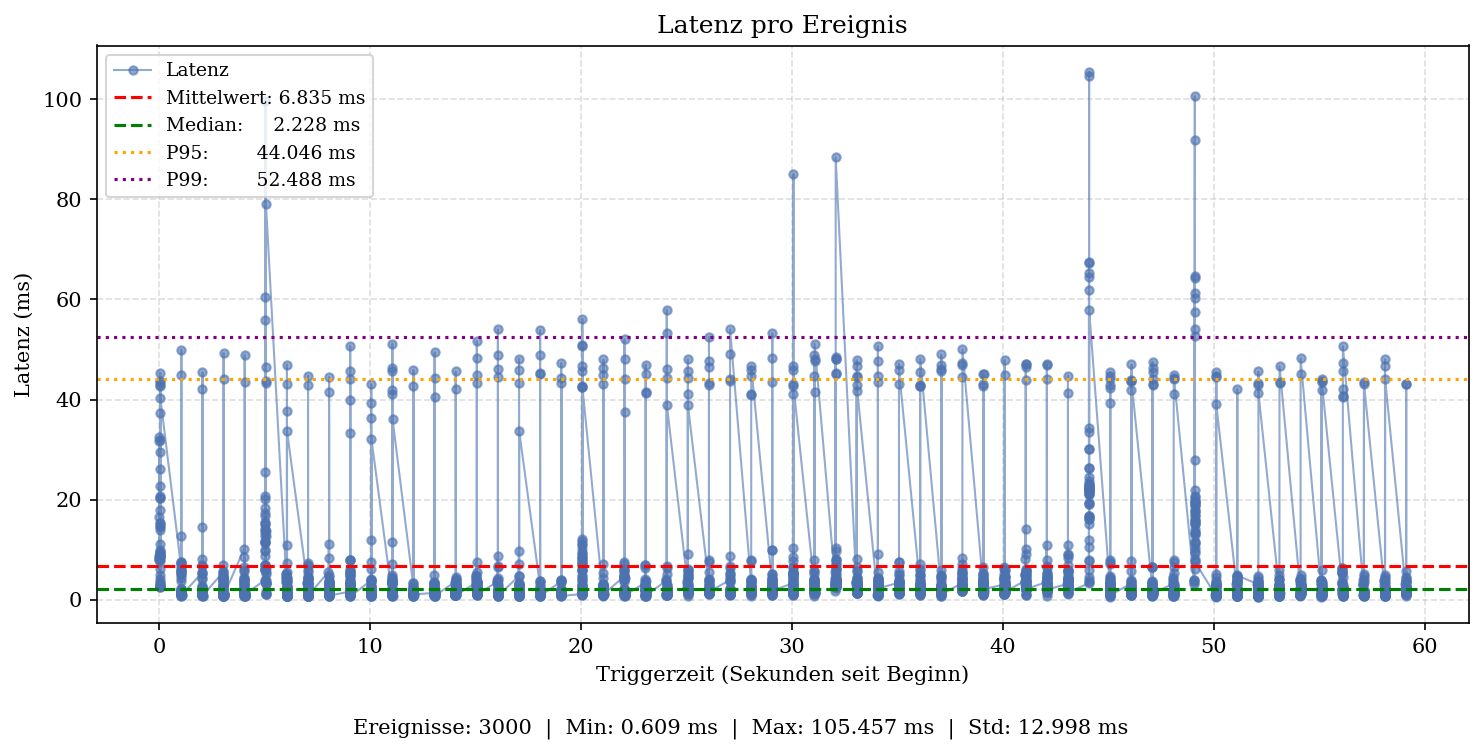 Latenz pro Ereignis
Latenz
Mittelwert: 6.835 ms
Median: 2.228 ms
P95: 44.046 ms
P99: 52.488 ms
Latenz (ms)
100
80
60
40
20
0
0 10 20 30 40 50 60
Triggerzeit (Sekunden seit Beginn)
Ereignisse: 3000 | Min: 0.609 ms | Max: 105.457 ms | Std: 12.998 ms